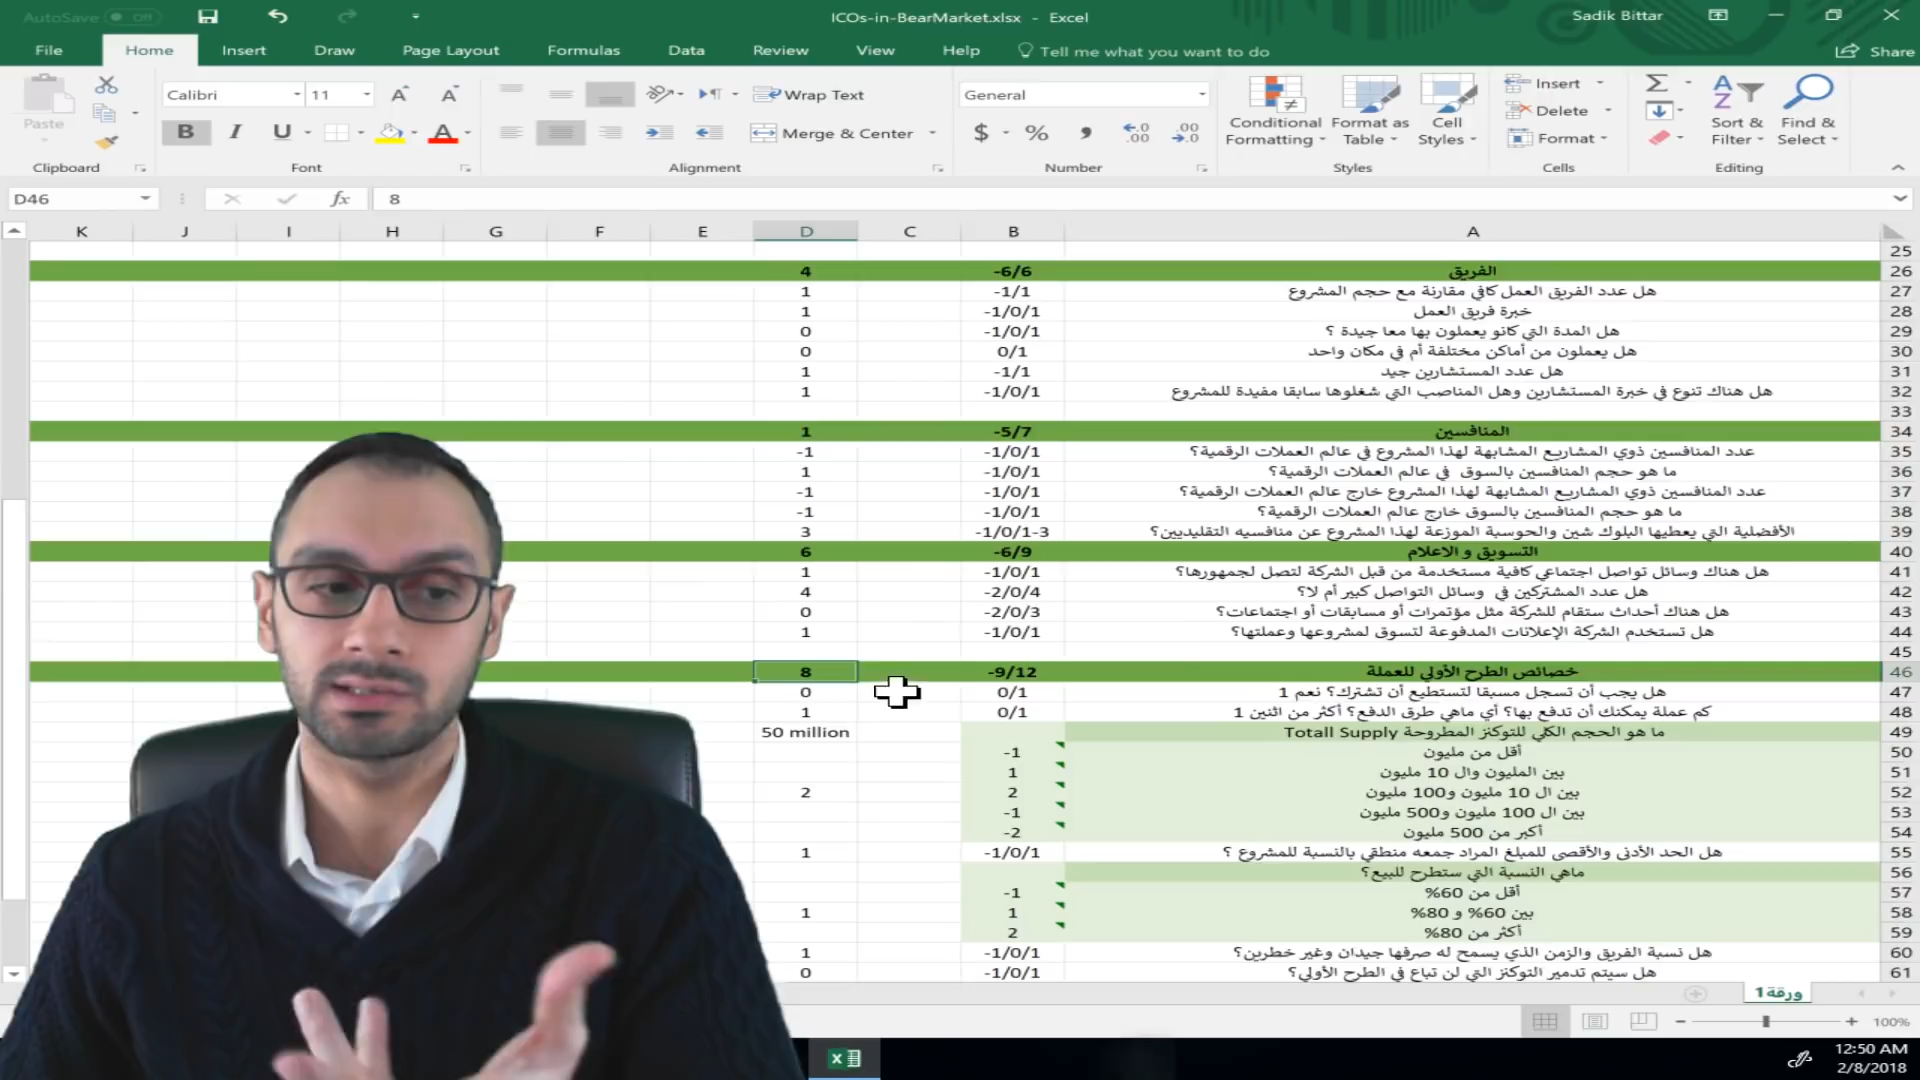 AutoSave Off ICOs-in-BearMarket.xlsx - Excel Sadik Bittar
File Home Insert Draw Page Layout Formulas Data Review View Help Tell me what you want to do Share
Calibri 11 Wrap Text General Insert
Paste B I U A Merge & Center $ % Conditional Formatting Format as Table Cell Styles Delete Format Sort & Filter Find & Select
Clipboard Font Alignment Number Styles Cells Editing
D46 fx 8
K J I H G F E D C B A
25
4 -6/6 الفريق 26
1 -1/1 هل عدد الفريق العمل كافي مقارنة مع حجم المشروع 27
1 -1/0/1 خبرة فريق العمل 28
0 -1/0/1 هل المدة التي كانو يعملون بها معا جيدة ؟ 29
0 0/1 هل يعملون من أماكن مختلفة أم في مكان واحد 30
1 -1/1 هل عدد المستشارين جيد 31
1 -1/0/1 هل هناك تنوع في خبرة المستشارين وهل المناصب التي شغلوها سابقا مفيدة للمشروع 32
33
1 -5/7 المنافسين 34
-1 -1/0/1 عدد المنافسين ذوي المشاريع المشابهة لهذا المشروع في عالم العملات الرقمية؟ 35
1 -1/0/1 ما هو حجم المنافسين بالسوق في عالم العملات الرقمية؟ 36
-1 -1/0/1 عدد المنافسين ذوي المشاريع المشابهة لهذا المشروع خارج عالم العملات الرقمية؟ 37
-1 -1/0/1 ما هو حجم المنافسين بالسوق خارج عالم العملات الرقمية؟ 38
3 -1/0/1-3 الأفضلية التي يعطيها البلوك شين والحوسبة الموزعة لهذا المشروع عن منافسيه التقليديين؟ 39
6 -6/9 التسويق و الاعلام 40
1 -1/0/1 هل هناك وسائل تواصل اجتماعي كافية مستخدمة من قبل الشركة لتصل لجمهورها؟ 41
4 -2/0/4 هل عدد المشتركين في وسائل التواصل كبير أم لا؟ 42
0 -2/0/3 هل هناك أحداث ستقام للشركة مثل مؤتمرات أو مسابقات أو اجتماعات؟ 43
1 -1/0/1 هل تستخدم الشركة الإعلانات المدفوعة لتسوق لمشروعها وعملتها؟ 44
45
8 -9/12 خصائص الطرح الأولي للعملة 46
0 0/1 هل يجب أن تسجل مسبقا لتستطيع أن تشترك؟ نعم 1 47
1 0/1 كم عملة يمكنك أن تدفع بها؟ أي ماهي طرق الدفع؟ أكثر من اثنين 1 48
50 million ما هو الحجم الكلي للتوكنز المطروحة Totall Supply 49
-1 أقل من مليون 50
1 بين المليون وال 10 مليون 51
2 2 بين ال 10 مليون و100 مليون 52
-1 بين ال 100 مليون و500 مليون 53
-2 أكبر من 500 مليون 54
1 -1/0/1 هل الحد الأدنى والأقصى للمبلغ المراد جمعه منطقي بالنسبة للمشروع ؟ 55
ماهي النسبة التي ستطرح للبيع؟ 56
-1 أقل من 60% 57
1 1 بين 60% و 80% 58
2 أكثر من 80% 59
1 -1/0/1 هل نسبة الفريق والزمن الذي يسمح له صرفها جيدان وغير خطرين؟ 60
0 -1/0/1 هل سيتم تدمير التوكنز التي لن تباع في الطرح الأولي؟ 61
ورقة1
100%
12:50 AM
2/8/2018